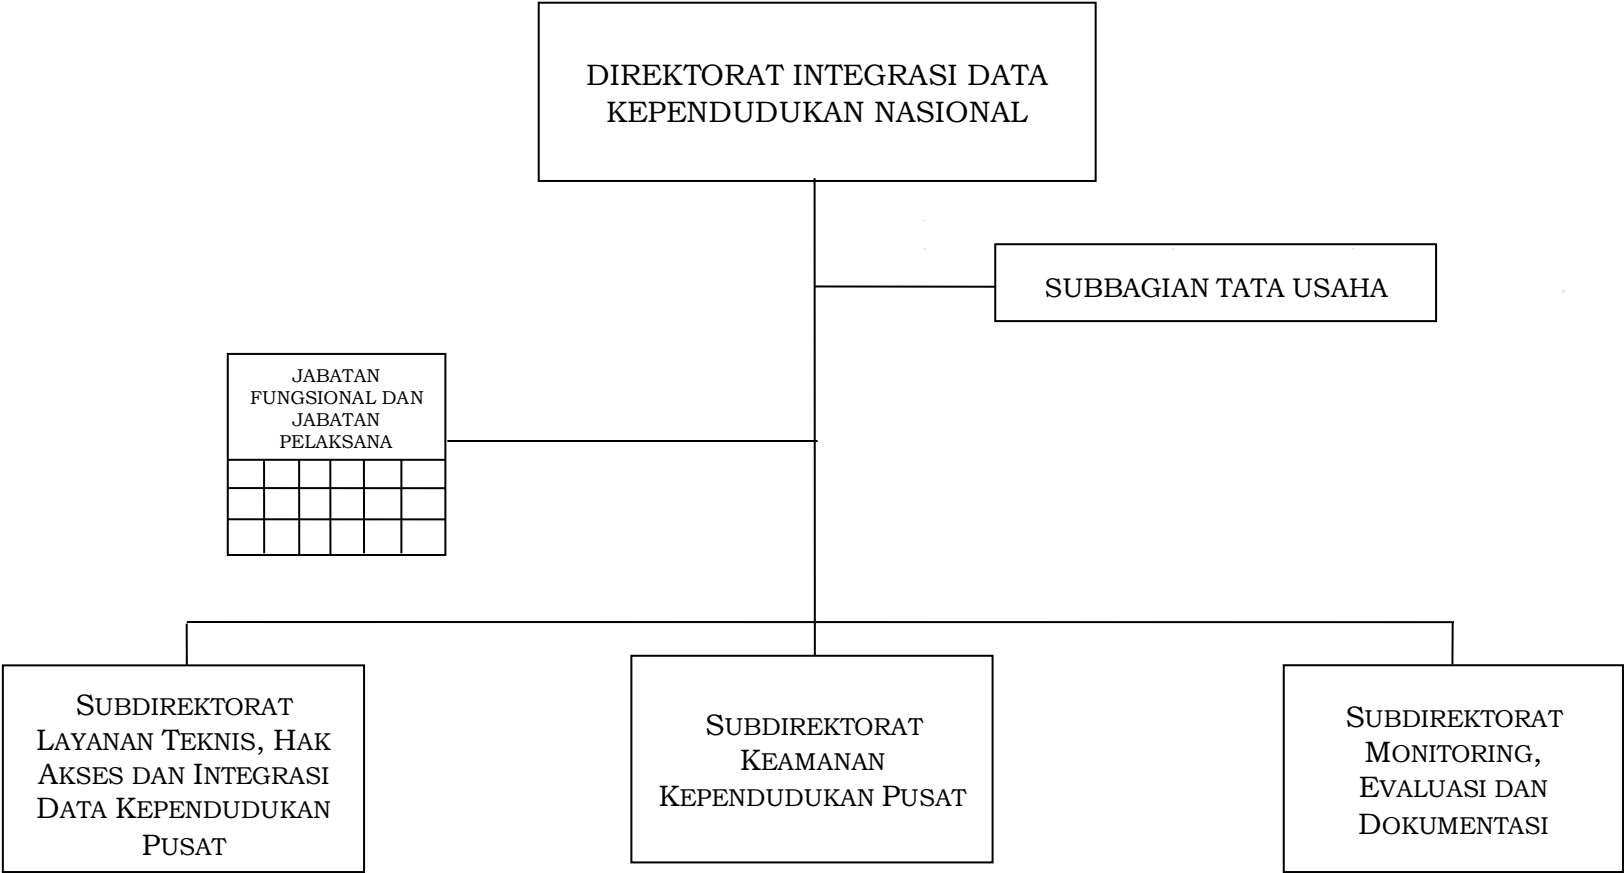 DIREKTORAT INTEGRASI DATA
KEPENDUDUKAN NASIONAL
SUBBAGIAN TATA USAHA
JABATAN
FUNGSIONAL DAN
JABATAN
PELAKSANA
SUBDIREKTORAT
LAYANAN TEKNIS, HAK
AKSES DAN INTEGRASI
DATA KEPENDUDUKAN
PUSAT
SUBDIREKTORAT
KEAMANAN
KEPENDUDUKAN PUSAT
SUBDIREKTORAT
MONITORING,
EVALUASI DAN
DOKUMENTASI